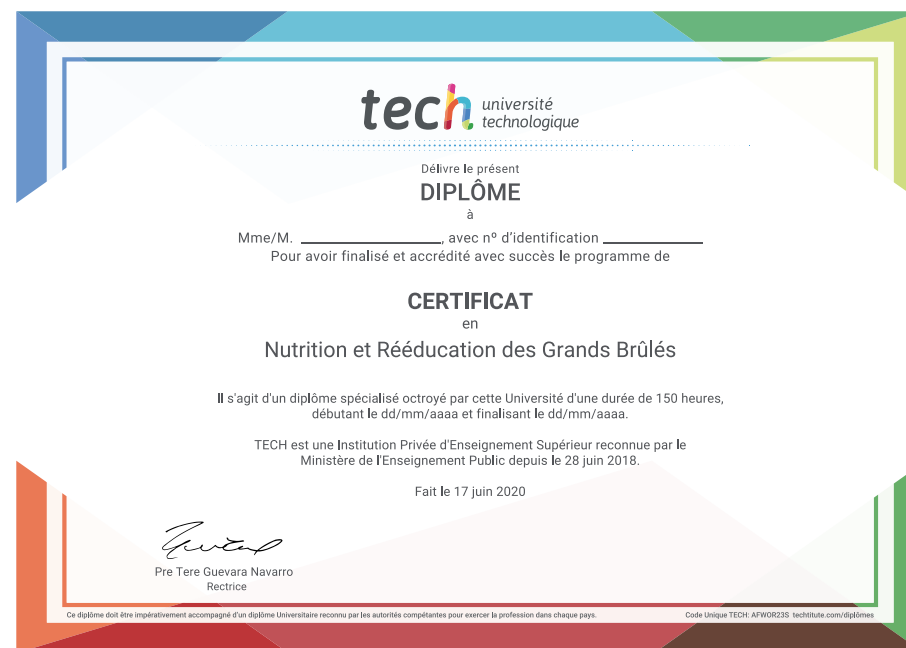 tech université
technologique
Délivre le présent
DIPLÔME
à
Mme/M. ____________________, avec nº d'identification ______________
Pour avoir finalisé et accrédité avec succès le programme de
CERTIFICAT
en
Nutrition et Rééducation des Grands Brûlés
Il s'agit d'un diplôme spécialisé octroyé par cette Université d'une durée de 150 heures,
débutant le dd/mm/aaaa et finalisant le dd/mm/aaaa.
TECH est une Institution Privée d'Enseignement Supérieur reconnue par le
Ministère de l'Enseignement Public depuis le 28 juin 2018.
Fait le 17 juin 2020
Pre Tere Guevara Navarro
Rectrice
Ce diplôme doit être impérativement accompagné d'un diplôme Universitaire reconnu par les autorités compétentes pour exercer la profession dans chaque pays.
Code Unique TECH: AFWOR23S techtitute.com/diplômes